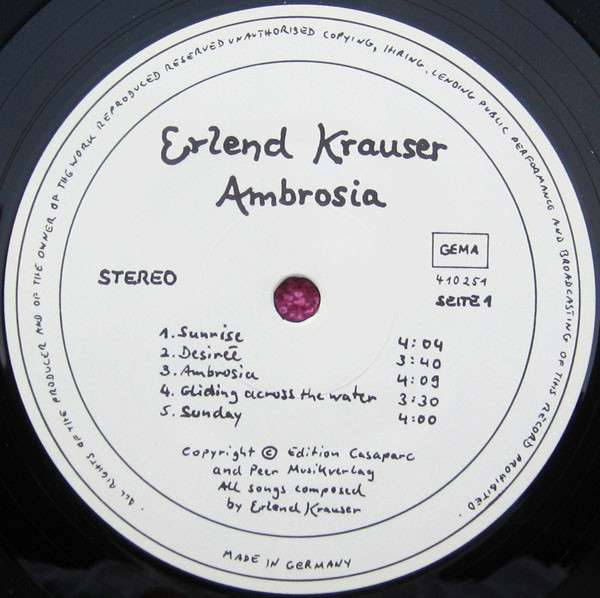 ALL RIGHTS OF THE PRODUCER AND OF THE OWNER OF THE WORK REPRODUCED RESERVED UNAUTHORISED COPYING, HIRING, LENDING PUBLIC PERFORMANCE AND BROADCASTING OF THIS RECORD PROHIBITED.
Erlend Krauser
Ambrosia
GEMA
STEREO
410251
SEITE 1
1. Sunrise 4:04
2. Desireé 3:40
3. Ambrosia 4:09
4. Gliding across the water 3:30
5. Sunday 4:00
Copyright © Edition Casaparc
and Peer Musikverlag
All songs composed
by Erlend Krauser
MADE IN GERMANY